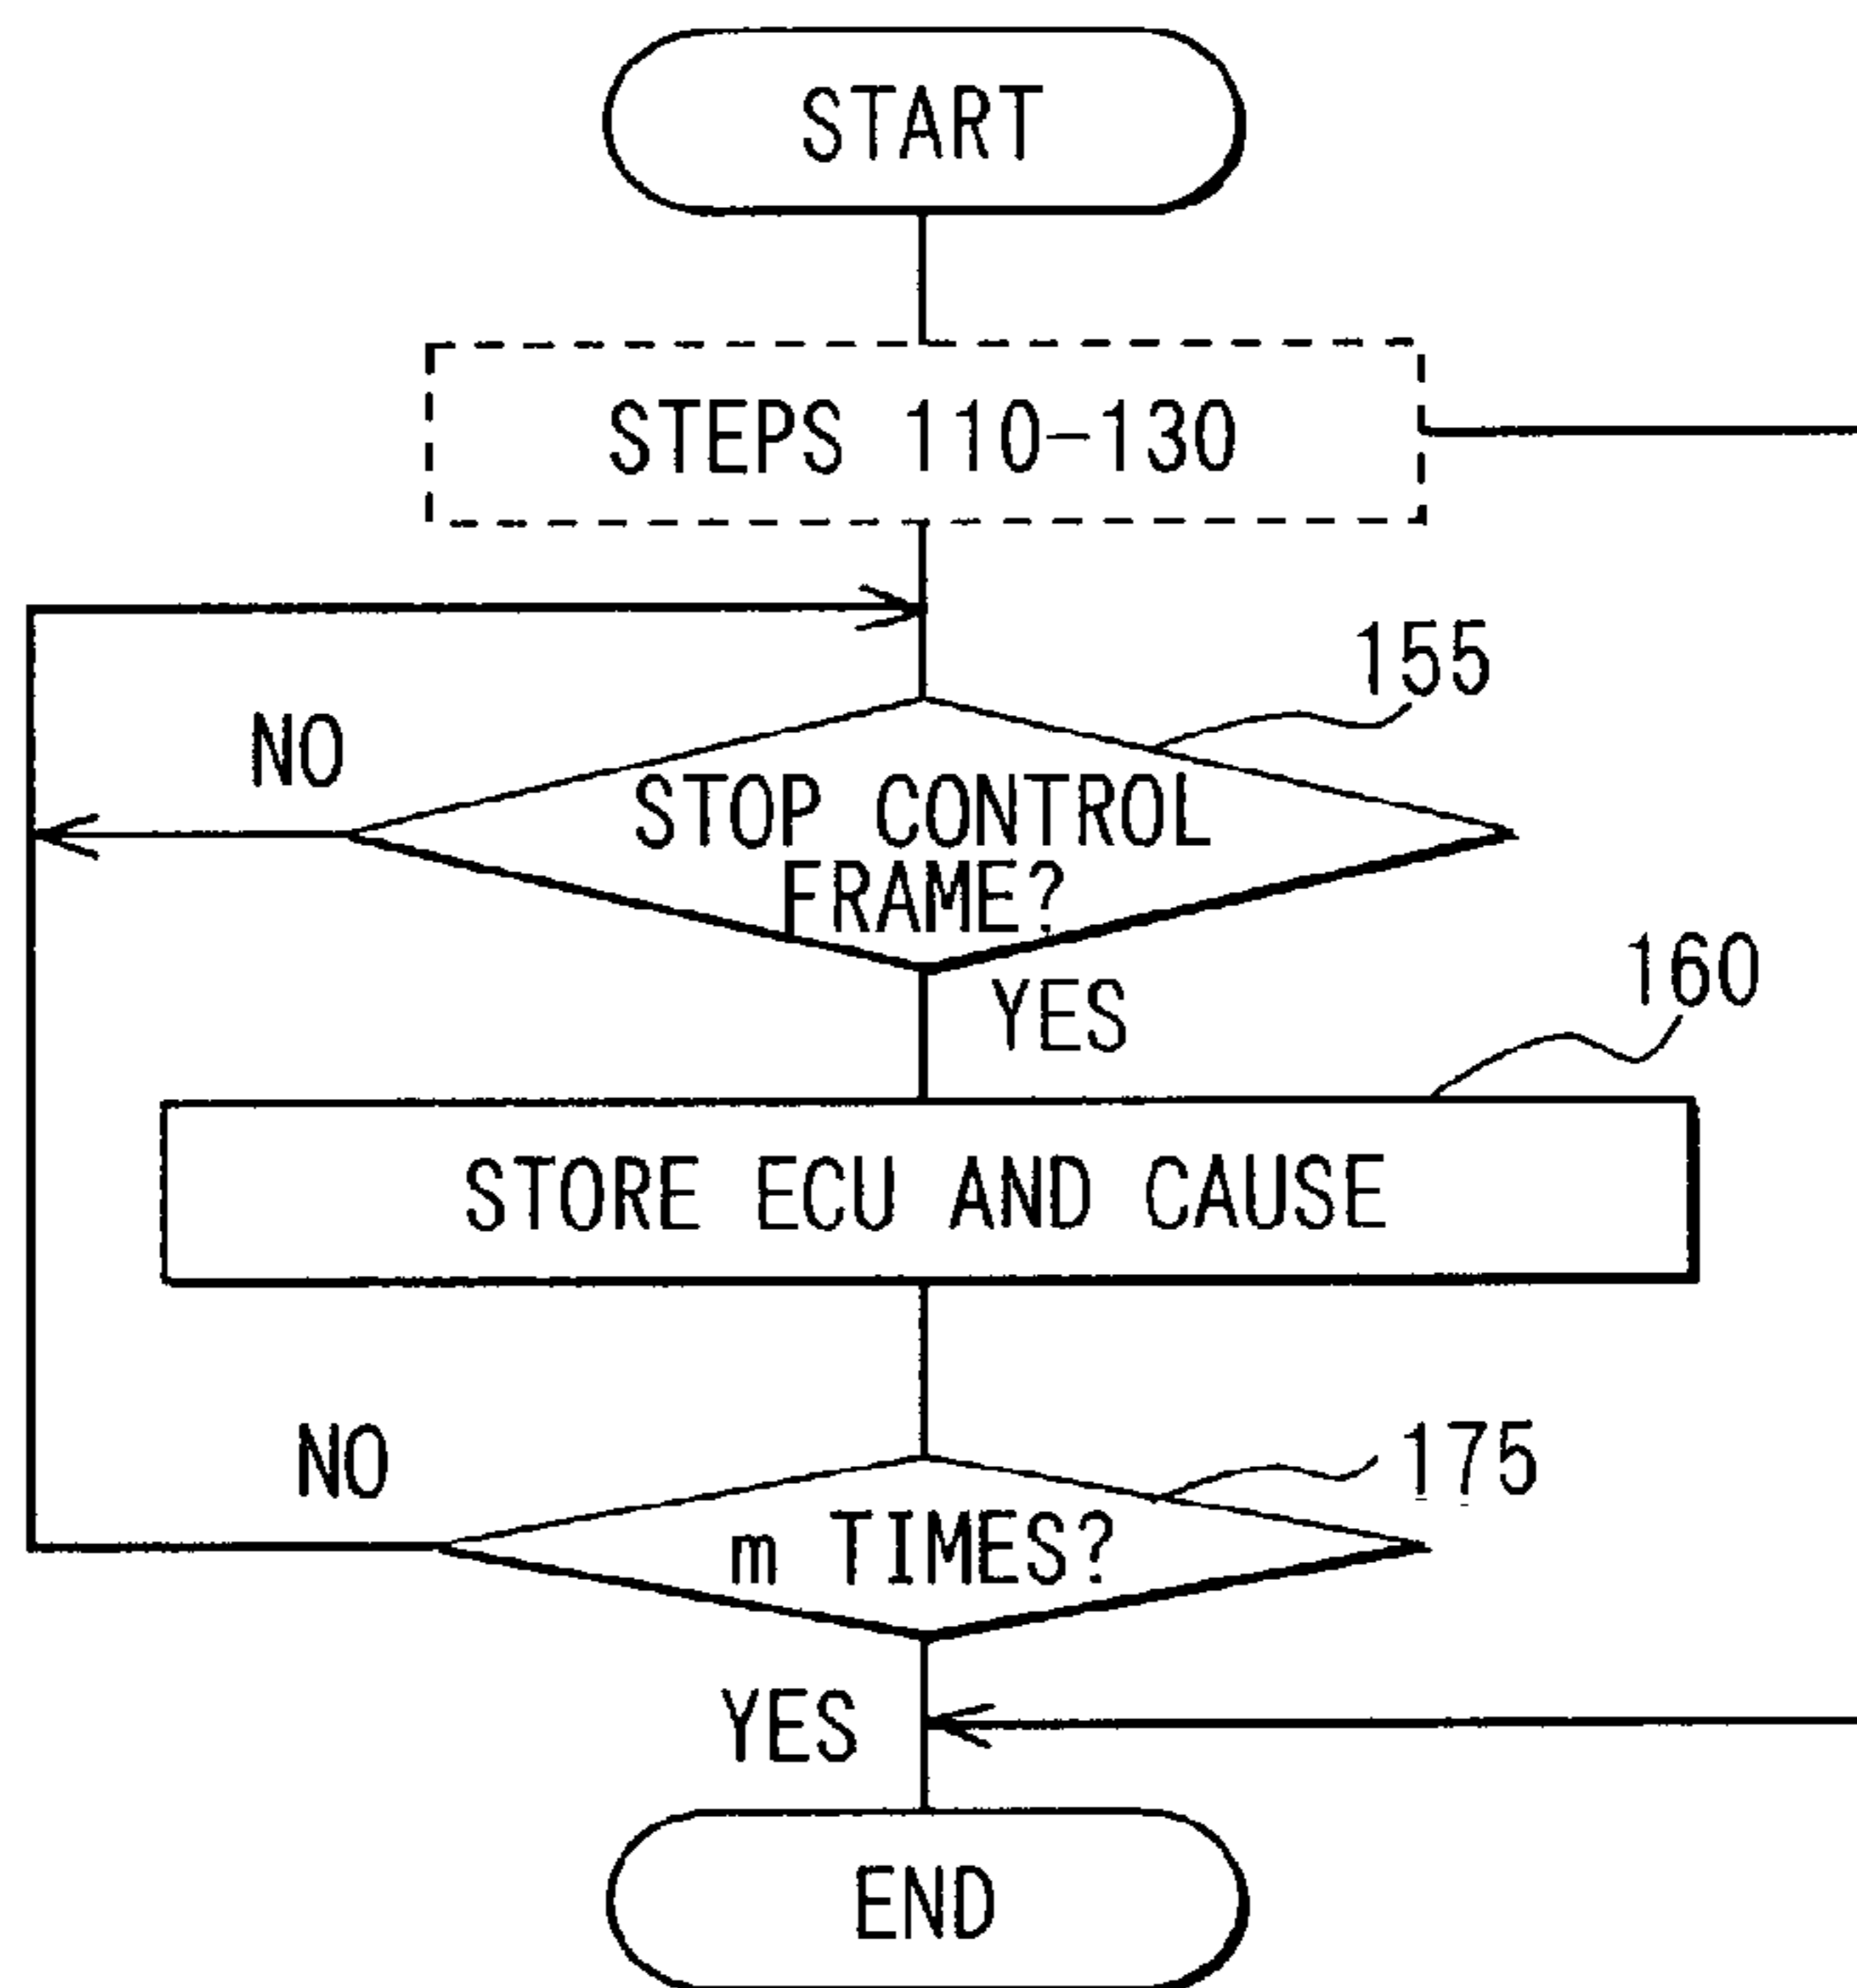 START
STEPS 110-130
155
NO
STOP CONTROL
FRAME?
YES
160
STORE ECU AND CAUSE
NO
175
m TIMES?
YES
END